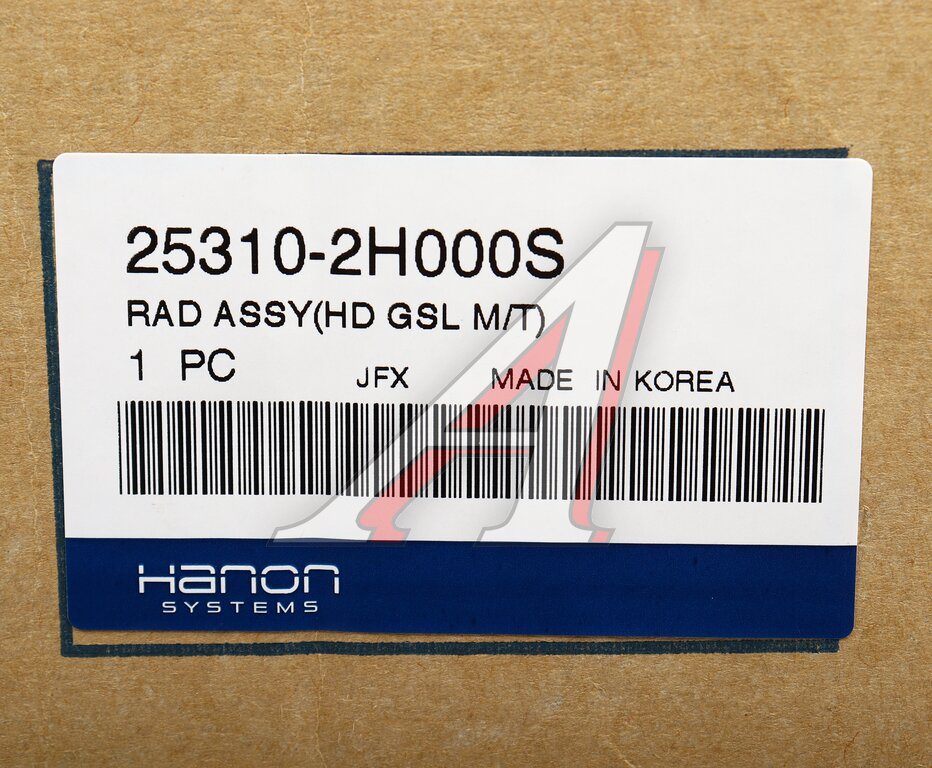 25310-2H000S
RAD ASSY(HD GSL M/T)
1 PC JFX MADE IN KOREA
Hanon
SYSTEMS